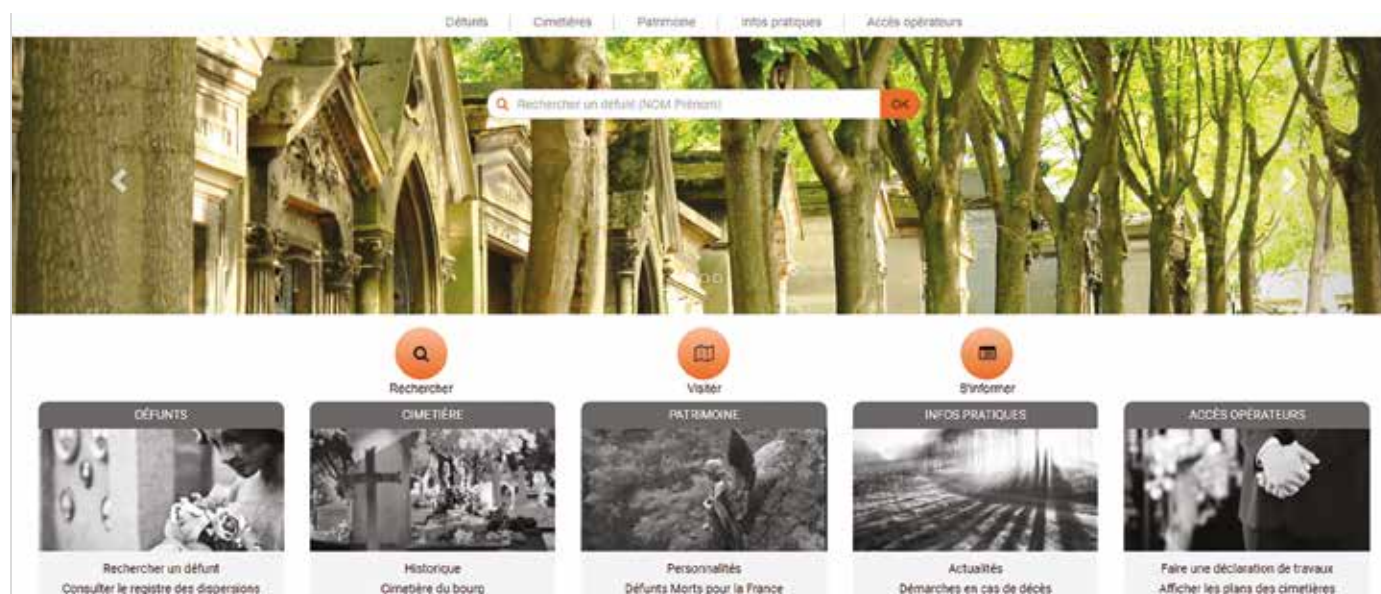 Défunts Cimetières Patrimoine Infos pratiques Accès opérateurs
Rechercher un défunt (NOM Prénom) OK
Rechercher Visiter S'informer
DÉFUNTS CIMETIÈRE PATRIMOINE INFOS PRATIQUES ACCÈS OPÉRATEURS
Rechercher un défunt Historique Personnalités Actualités Faire une déclaration de travaux
Consulter le registre des dispersions Cimetière du bourg Défunts Morts pour la France Démarches en cas de décès Afficher les plans des cimetières